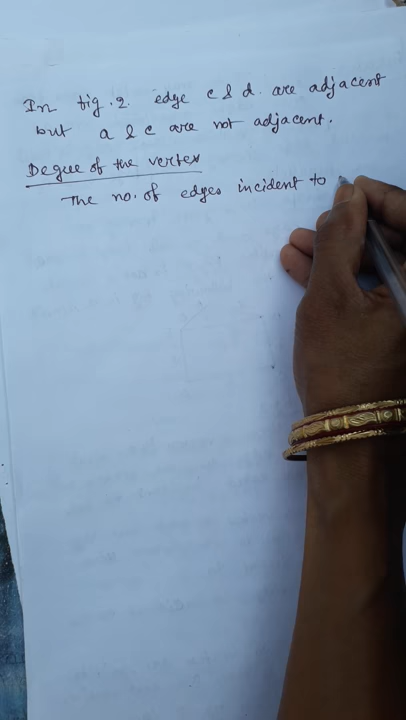 In fig.2. edge c & d. are adjacent
but a & c are not adjacent.
Degree of the vertex
The no. of edges incident to